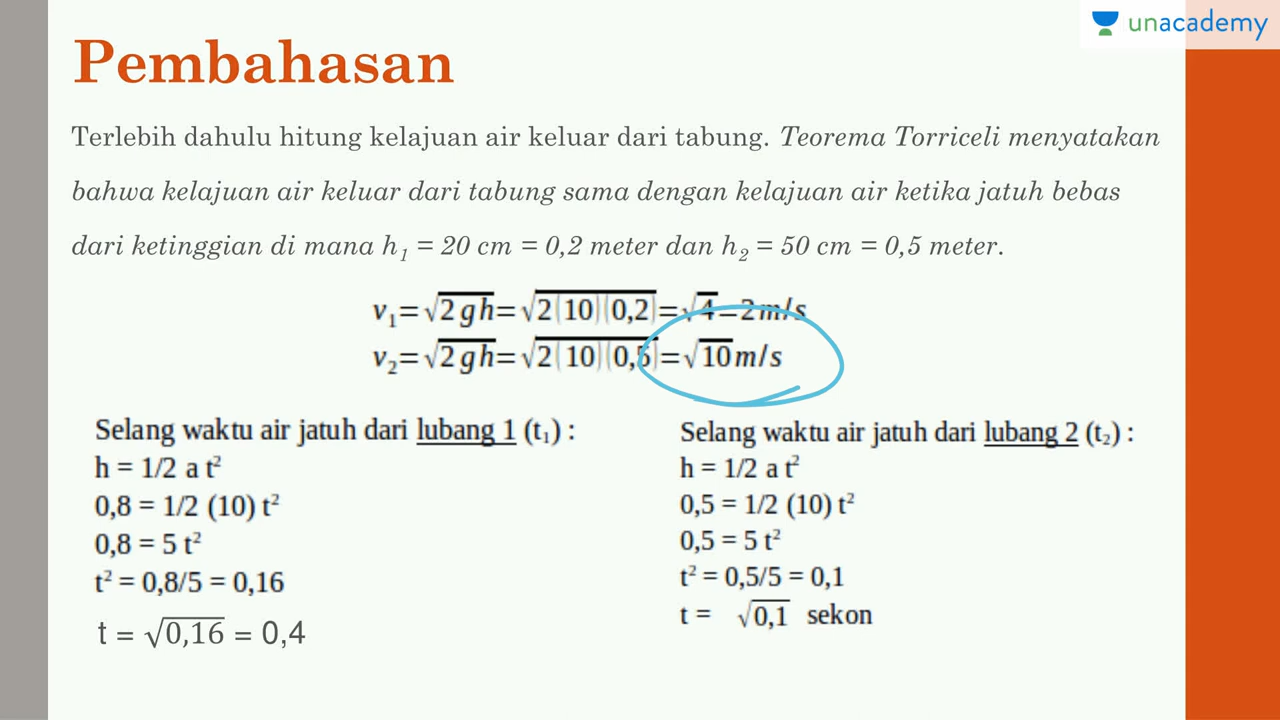 unacademy
Pembahasan
Terlebih dahulu hitung kelajuan air keluar dari tabung. Teorema Torriceli menyatakan
bahwa kelajuan air keluar dari tabung sama dengan kelajuan air ketika jatuh bebas
dari ketinggian di mana h₁ = 20 cm = 0,2 meter dan h₂ = 50 cm = 0,5 meter.
v₁=√2gh=√2(10)(0,2)=√4=2m/s
v₂=√2gh=√2(10)(0,5)=√10m/s
Selang waktu air jatuh dari lubang 1 (t₁) :
h = 1/2 a t²
0,8 = 1/2 (10) t²
0,8 = 5 t²
t² = 0,8/5 = 0,16
t = √0,16 = 0,4
Selang waktu air jatuh dari lubang 2 (t₂) :
h = 1/2 a t²
0,5 = 1/2 (10) t²
0,5 = 5 t²
t² = 0,5/5 = 0,1
t = √0,1 sekon